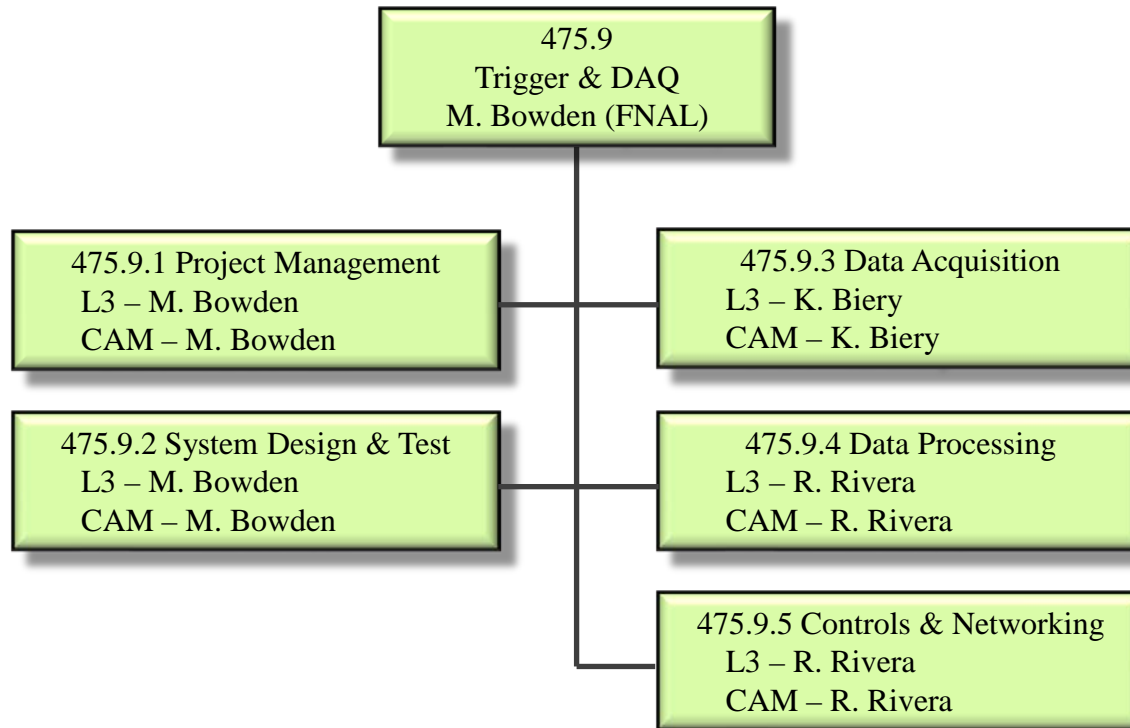 475.9
Trigger & DAQ
M. Bowden (FNAL)
475.9.1 Project Management
L3 – M. Bowden
CAM – M. Bowden
475.9.2 System Design & Test
L3 – M. Bowden
CAM – M. Bowden
475.9.3 Data Acquisition
L3 – K. Biery
CAM – K. Biery
475.9.4 Data Processing
L3 – R. Rivera
CAM – R. Rivera
475.9.5 Controls & Networking
L3 – R. Rivera
CAM – R. Rivera